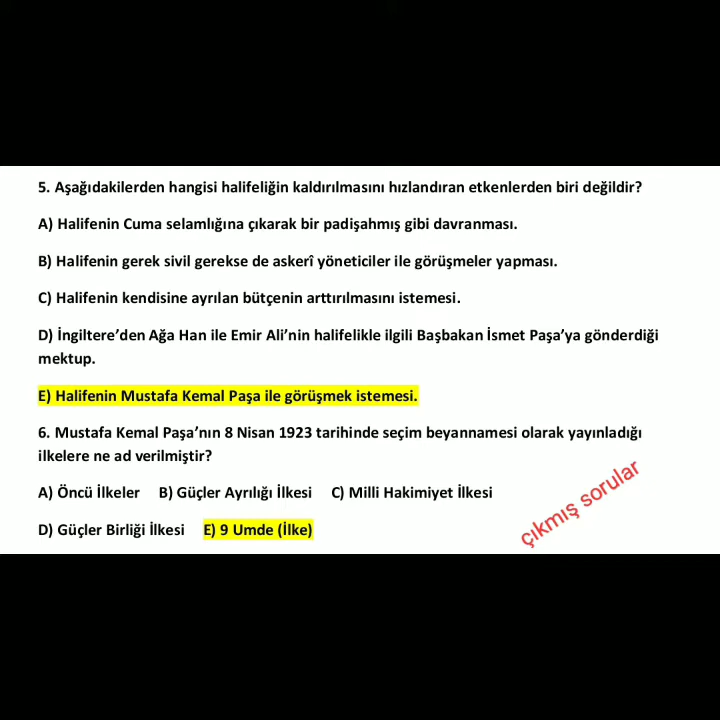 5. Aşağıdakilerden hangisi halifeliğin kaldırılmasını hızlandıran etkenlerden biri değildir?
A) Halifenin Cuma selamlığına çıkarak bir padişahmış gibi davranması.
B) Halifenin gerek sivil gerekse de askerî yöneticiler ile görüşmeler yapması.
C) Halifenin kendisine ayrılan bütçenin arttırılmasını istemesi.
D) İngiltere’den Ağa Han ile Emir Ali’nin halifelikle ilgili Başbakan İsmet Paşa’ya gönderdiği
mektup.
E) Halifenin Mustafa Kemal Paşa ile görüşmek istemesi.
6. Mustafa Kemal Paşa’nın 8 Nisan 1923 tarihinde seçim beyannamesi olarak yayınladığı
ilkelere ne ad verilmiştir?
A) Öncü İlkeler B) Güçler Ayrılığı İlkesi C) Milli Hakimiyet İlkesi
D) Güçler Birliği İlkesi E) 9 Umde (İlke)
çıkmış sorular